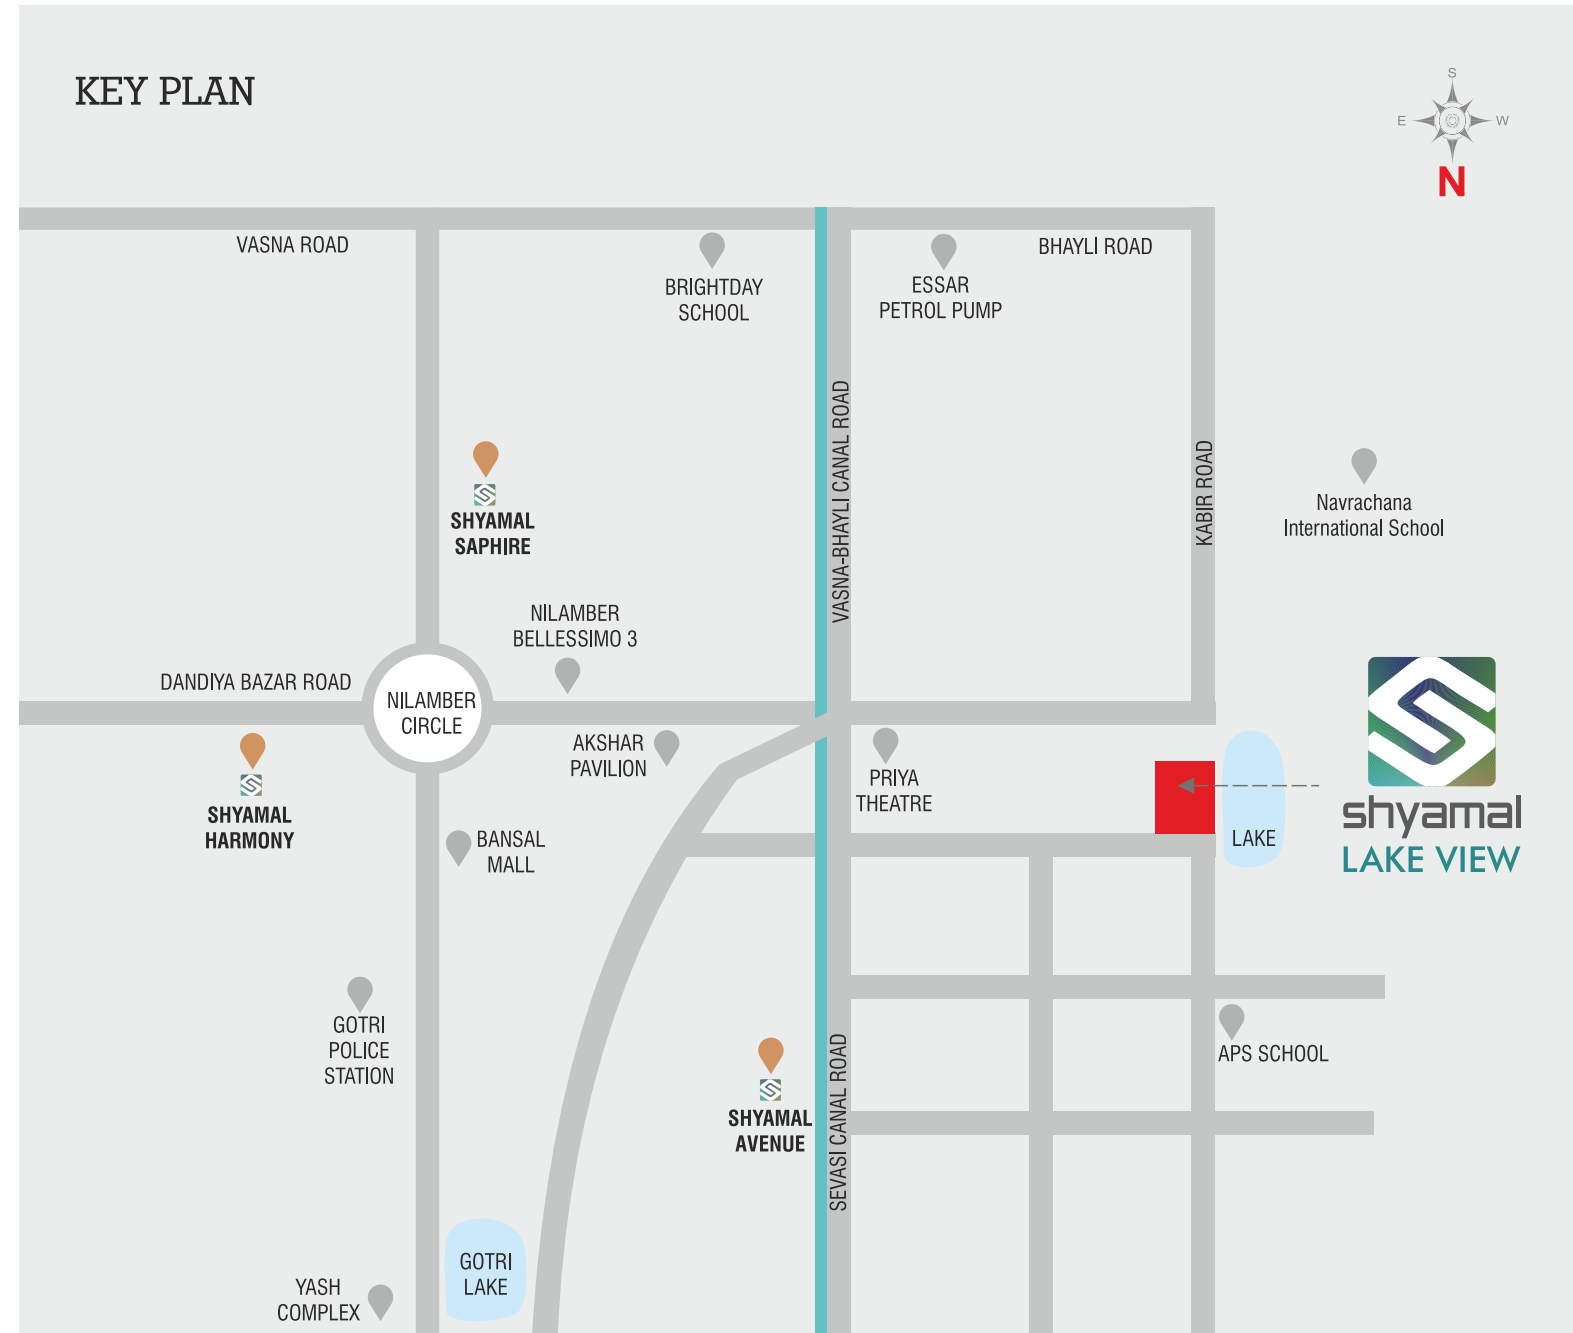 KEY PLAN
S
E
W
N
VASNA ROAD
BHAYLI ROAD
BRIGHTDAY
SCHOOL
ESSAR
PETROL PUMP
VASNA-BHAYLI CANAL ROAD
KABIR ROAD
SHYAMAL
SAPHIRE
Navrachana
International School
NILAMBER
BELLESSIMO 3
DANDIYA BAZAR ROAD
NILAMBER
CIRCLE
AKSHAR
PAVILION
PRIYA
THEATRE
SHYAMAL
HARMONY
BANSAL
MALL
LAKE
shyamal
LAKE VIEW
GOTRI
POLICE
STATION
APS SCHOOL
SHYAMAL
AVENUE
SEVASI CANAL ROAD
GOTRI
LAKE
YASH
COMPLEX